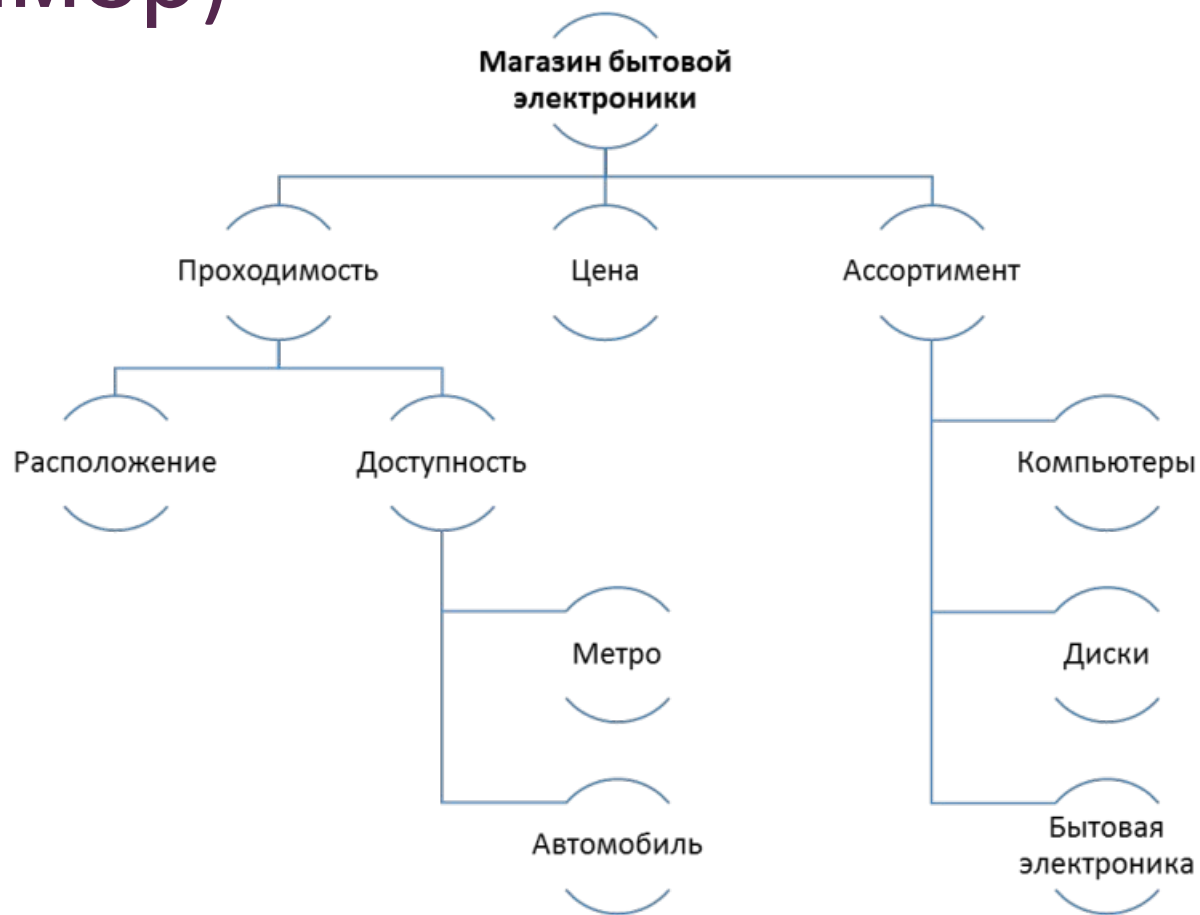 Магазин бытовой
электроники
Проходимость
Цена
Ассортимент
Расположение
Доступность
Компьютеры
Метро
Диски
Автомобиль
Бытовая
электроника